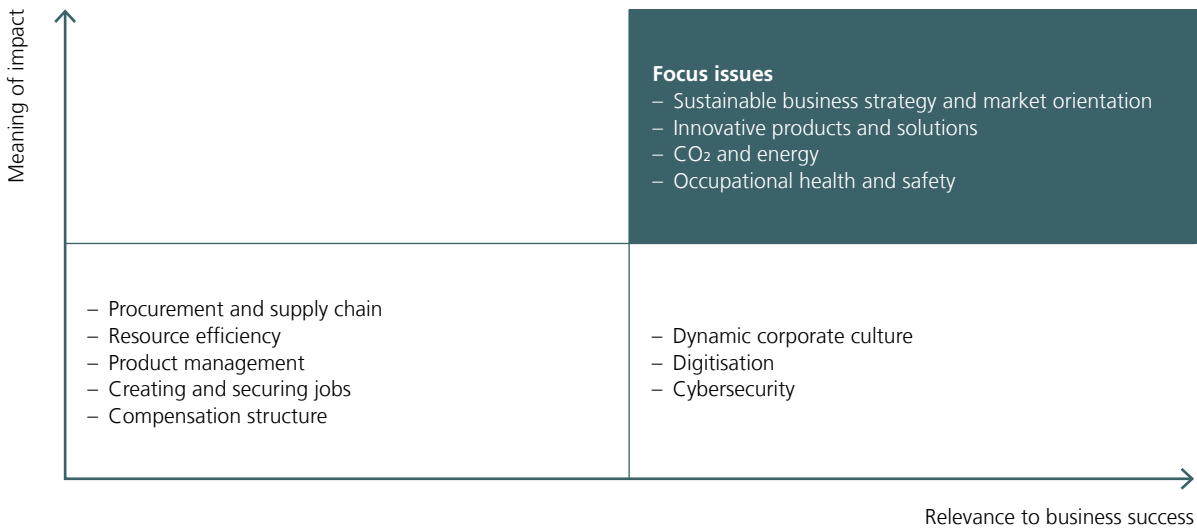 Meaning of impact
Focus issues
– Sustainable business strategy and market orientation
– Innovative products and solutions
– CO₂ and energy
– Occupational health and safety
– Procurement and supply chain
– Resource efficiency
– Product management
– Creating and securing jobs
– Compensation structure
– Dynamic corporate culture
– Digitisation
– Cybersecurity
Relevance to business success